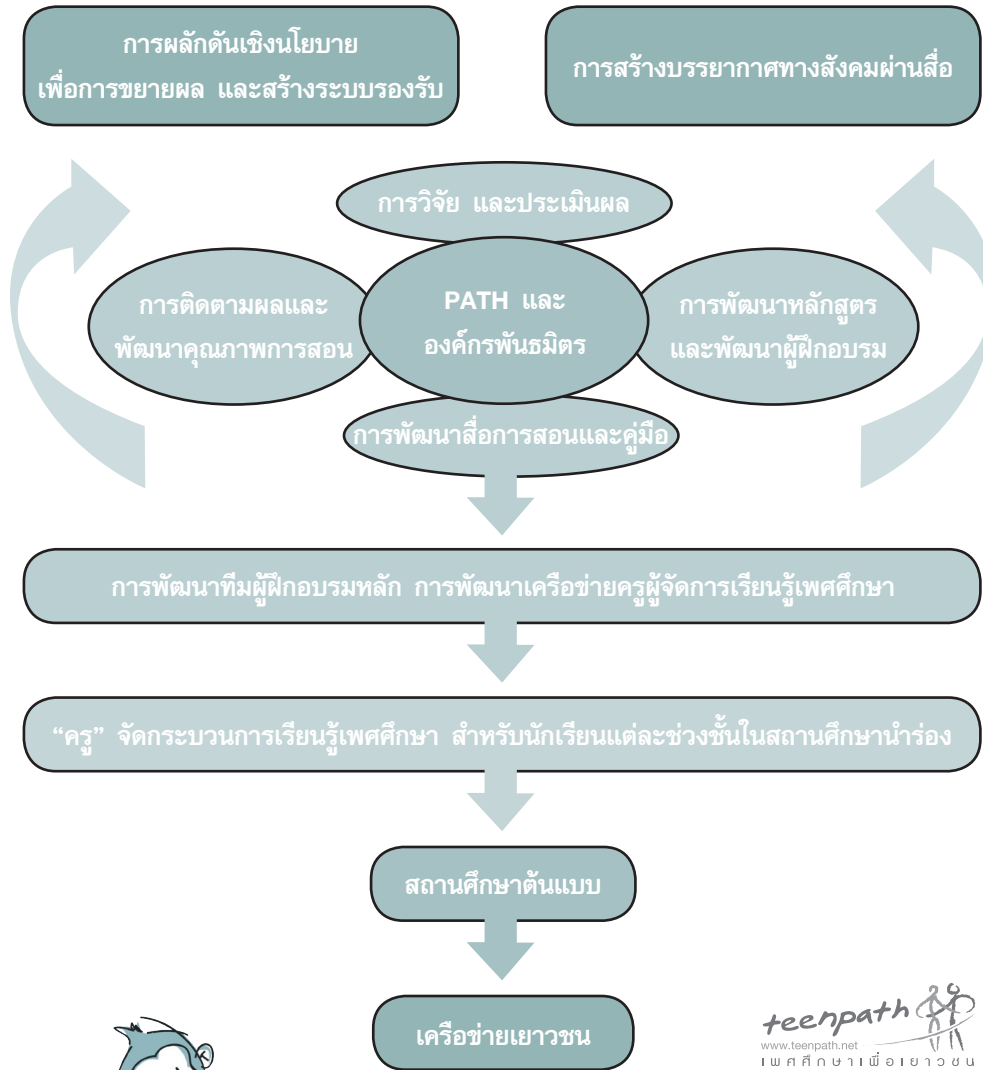 การผลักดันเชิงนโยบาย
เพื่อการขยายผล และสร้างระบบรองรับ
การสร้างบรรยากาศทางสังคมผ่านสื่อ
การวิจัย และประเมินผล
การติดตามผลและ
พัฒนาคุณภาพการสอน
PATH และ
องค์กรพันธมิตร
การพัฒนาหลักสูตร
และพัฒนาผู้ฝึกอบรม
การพัฒนาสื่อการสอนและคู่มือ
การพัฒนาทีมผู้ฝึกอบรมหลัก การพัฒนาเครือข่ายครูผู้จัดการเรียนรู้เพศศึกษา
“ครู” จัดกระบวนการเรียนรู้เพศศึกษา สำหรับนักเรียนแต่ละช่วงชั้นในสถานศึกษานำร่อง
สถานศึกษาต้นแบบ
เครือข่ายเยาวชน
teenpath
www.teenpath.net
เพศศึกษาเพื่อเยาวชน